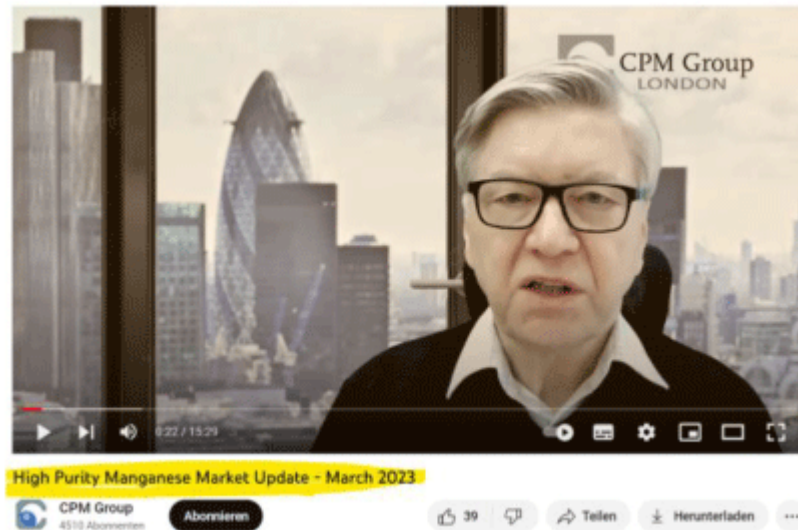 CPM Group
LONDON
0:22 / 15:29
High Purity Manganese Market Update - March 2023
CPM Group
4510 Abonnenten
Abonnieren
39
Teilen
Herunterladen